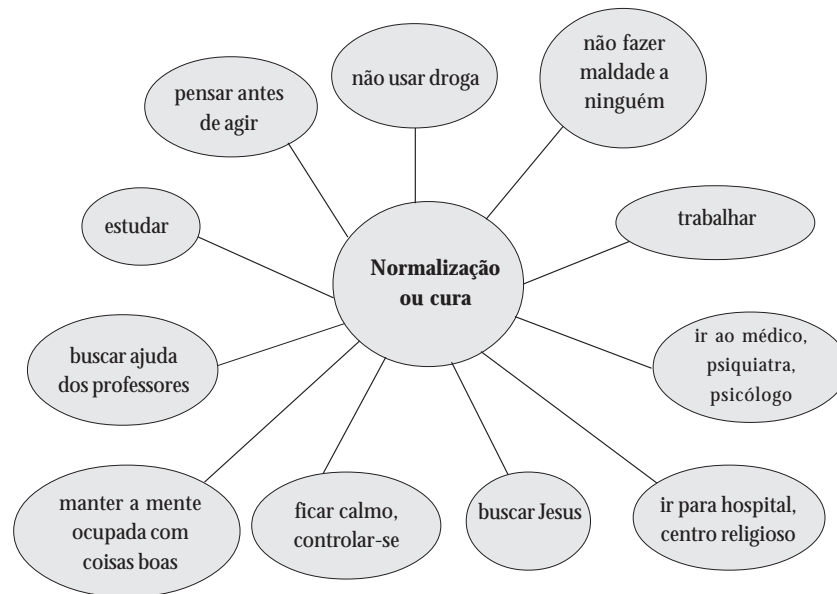 não fazer
maldade a
ninguém
não usar droga
pensar antes
de agir
estudar
trabalhar
Normalização
ou cura
buscar ajuda
dos professores
ir ao médico,
psiquiatra,
psicólogo
manter a mente
ocupada com
coisas boas
ficar calmo,
controlar-se
buscar Jesus
ir para hospital,
centro religioso